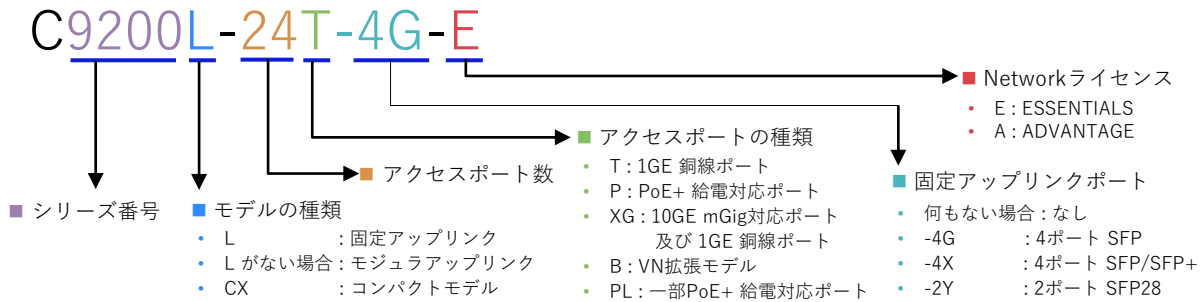 C9200L-24T-4G-E
■ シリーズ番号
■ モデルの種類
• L : 固定アップリンク
• L がない場合 : モジュラアップリンク
• CX : コンパクトモデル
■ アクセスポート数
■ アクセスポートの種類
• T : 1GE 銅線ポート
• P : PoE+ 給電対応ポート
• XG : 10GE mGig対応ポート
及び 1GE 銅線ポート
• B : VN拡張モデル
• PL : 一部PoE+ 給電対応ポート
■ Networkライセンス
• E : ESSENTIALS
• A : ADVANTAGE
■ 固定アップリンクポート
• 何もない場合 : なし
• -4G : 4ポート SFP
• -4X : 4ポート SFP/SFP+
• -2Y : 2ポート SFP28